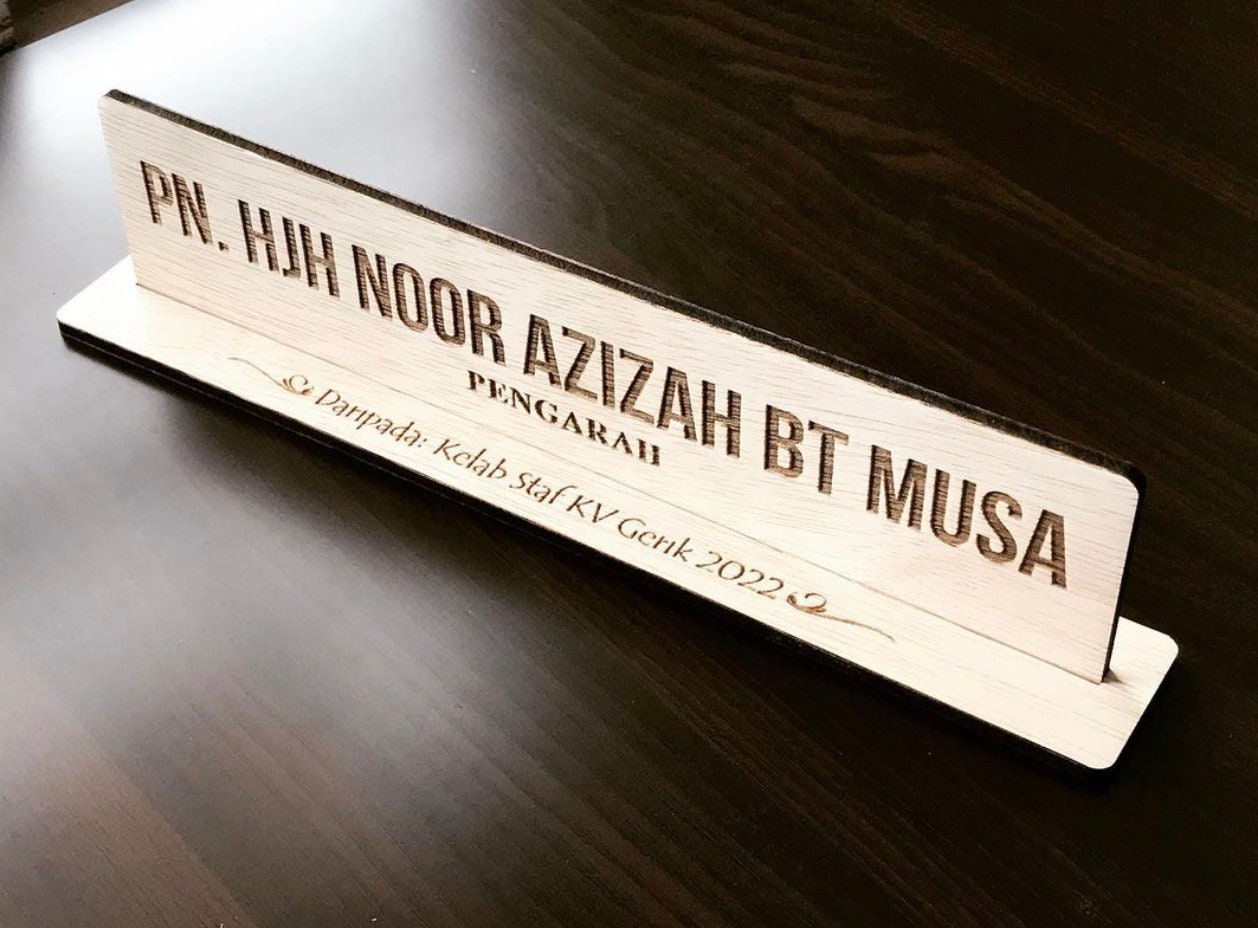 PN. HJH NOOR AZIZAH BT MUSA
PENGARAH
Daripada: Kelab Staf KV Gerik 2022